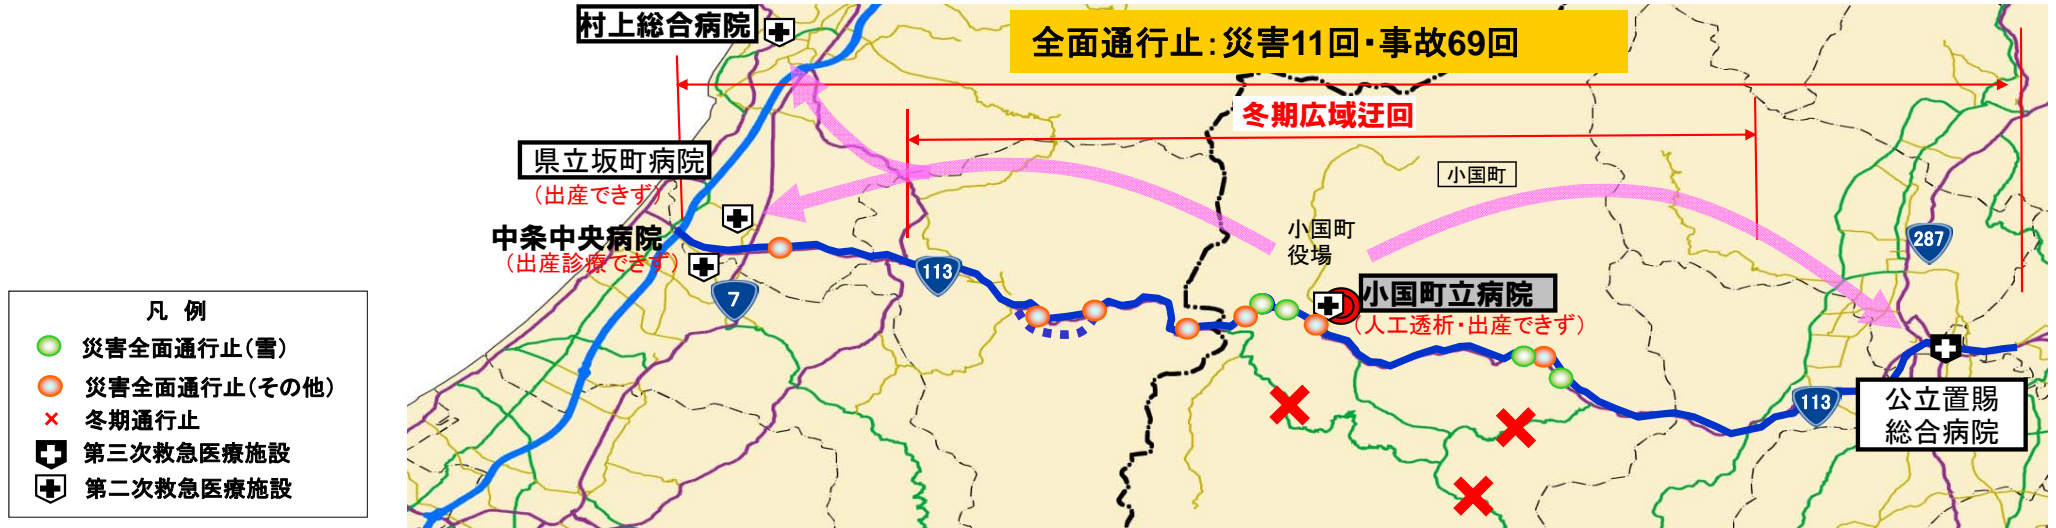 村上総合病院
全面通行止:災害11回・事故69回
冬期広域迂回
県立坂町病院
(出産できず)
小国町
中条中央病院
(出産診療できず)
小国町
役場
287
113
7
小国町立病院
(人工透析・出産できず)
113
公立置賜
総合病院
凡 例
災害全面通行止(雪)
災害全面通行止(その他)
冬期通行止
第三次救急医療施設
第二次救急医療施設